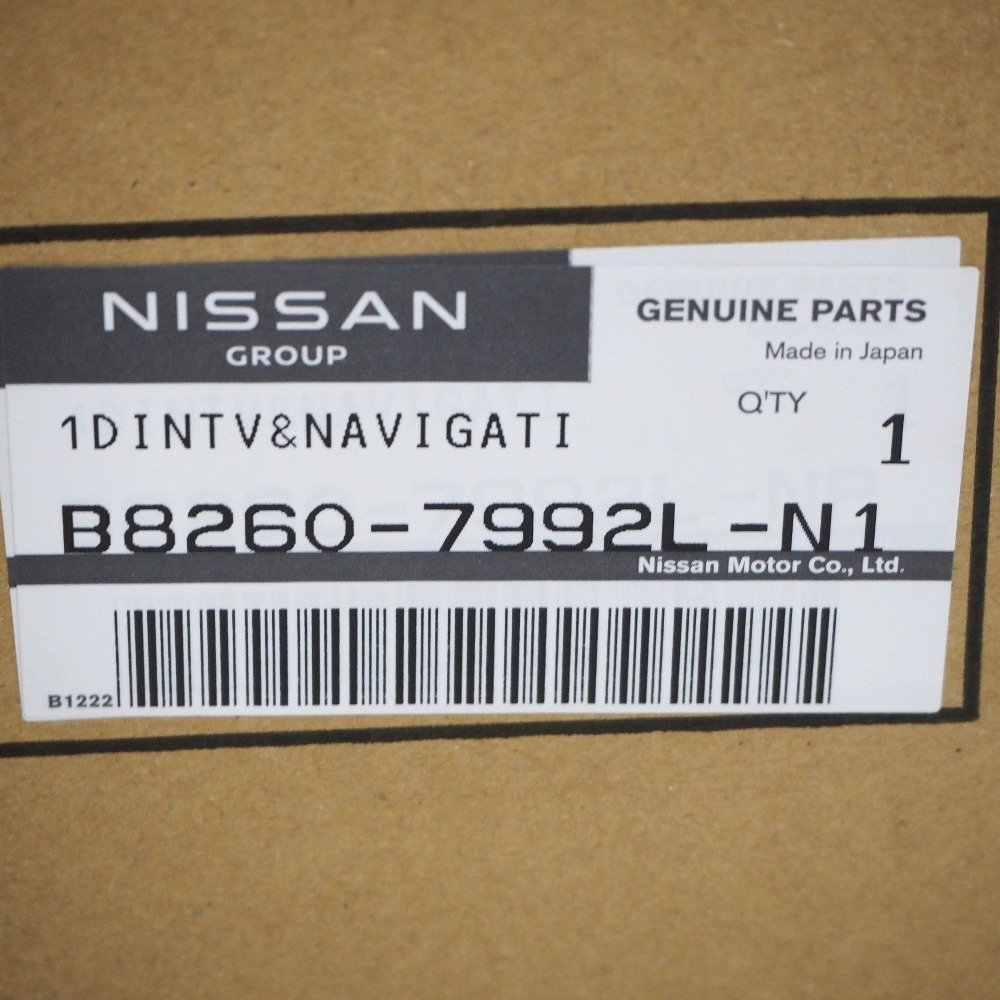 NISSAN
GROUP
GENUINE PARTS
Made in Japan
Q'TY
1DINTV&NAVIGATI
1
B8260-7992L-N1
Nissan Motor Co., Ltd.
B1222